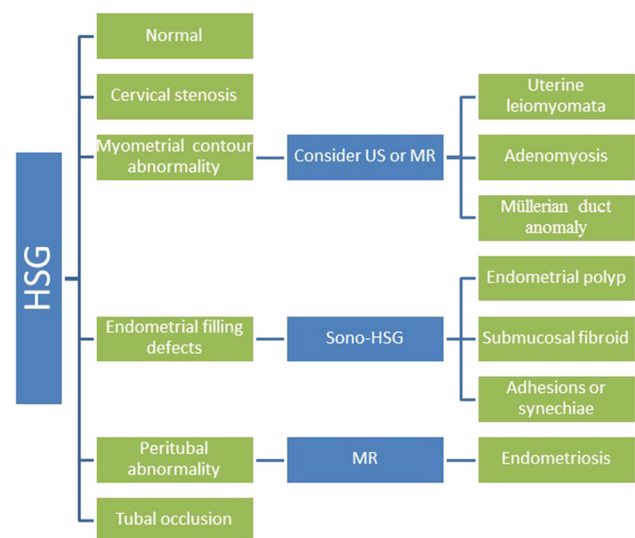 HSG
Normal
Cervical stenosis
Myometrial contour
abnormality
Consider US or MR
Uterine
leiomyomata
Adenomyosis
Müllerian duct
anomaly
Endometrial filling
defects
Sono-HSG
Endometrial polyp
Submucosal fibroid
Adhesions or
synechiae
Peritubal
abnormality
MR
Endometriosis
Tubal occlusion